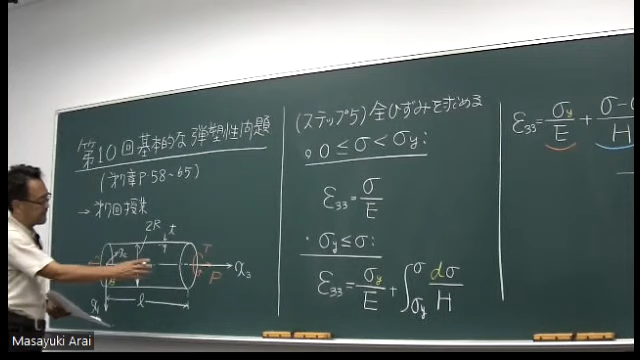 第10回 基本的な弾塑性問題
(第7章 P.58~65)
→ 第7回授業
2R
t
T
P
x₃
l
(ステップ5) 全ひずみを求める
0 ≤ σ < σy:
ε₃₃ = σ/E
・σy ≤ σ:
ε₃₃ = σy/E + ∫σy^σ dσ/H
ε₃₃ = σy/E + σ-
H
Masayuki Arai